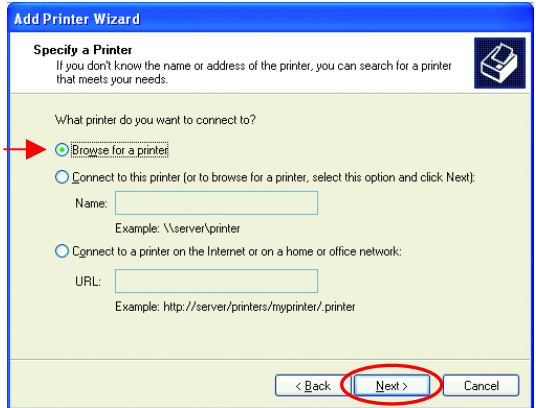 Add Printer Wizard
Specify a Printer
If you don't know the name or address of the printer, you can search for a printer
that meets your needs.
What printer do you want to connect to?
Browse for a printer
Connect to this printer (or to browse for a printer, select this option and click Next):
Name:
Example: \\server\printer
Connect to a printer on the Internet or on a home or office network:
URL:
Example: http://server/printers/myprinter/.printer
< Back Next > Cancel